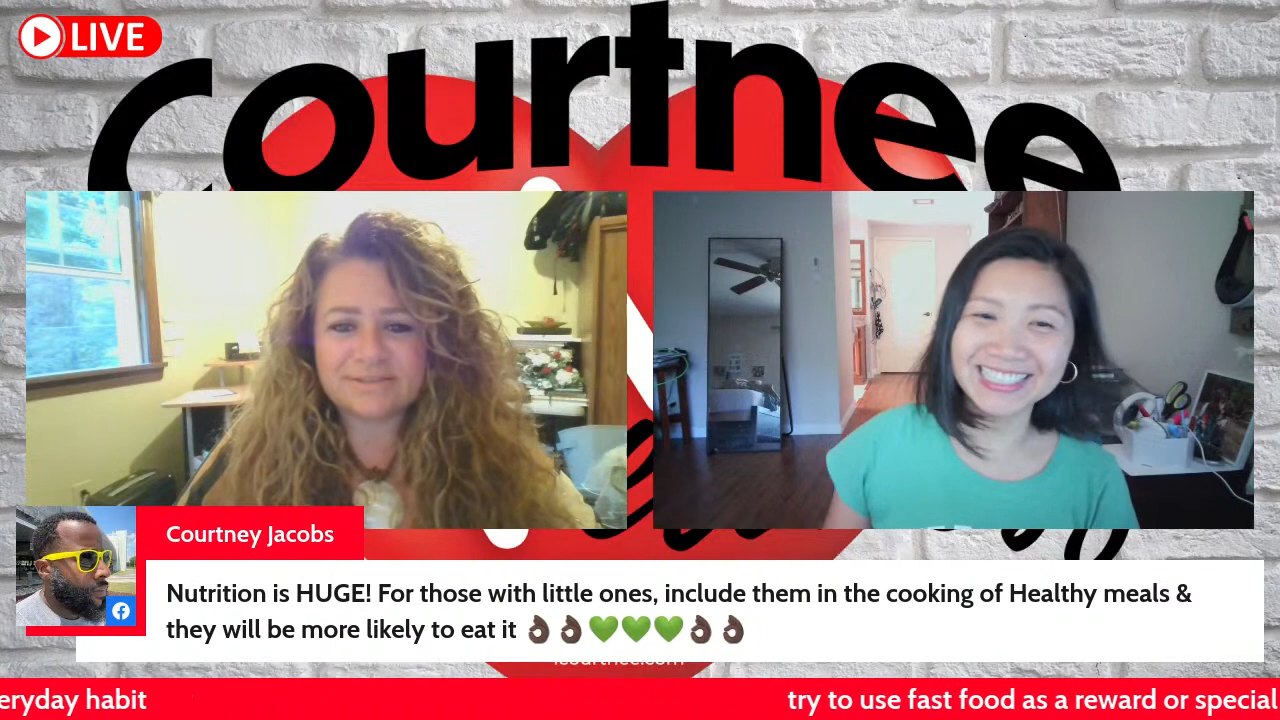 LIVE
Courtnee
Courtney Jacobs
Nutrition is HUGE! For those with little ones, include them in the cooking of Healthy meals &
they will be more likely to eat it 👌🏿👌🏿💚💚💚👌🏿👌🏿
eryday habit
try to use fast food as a reward or special